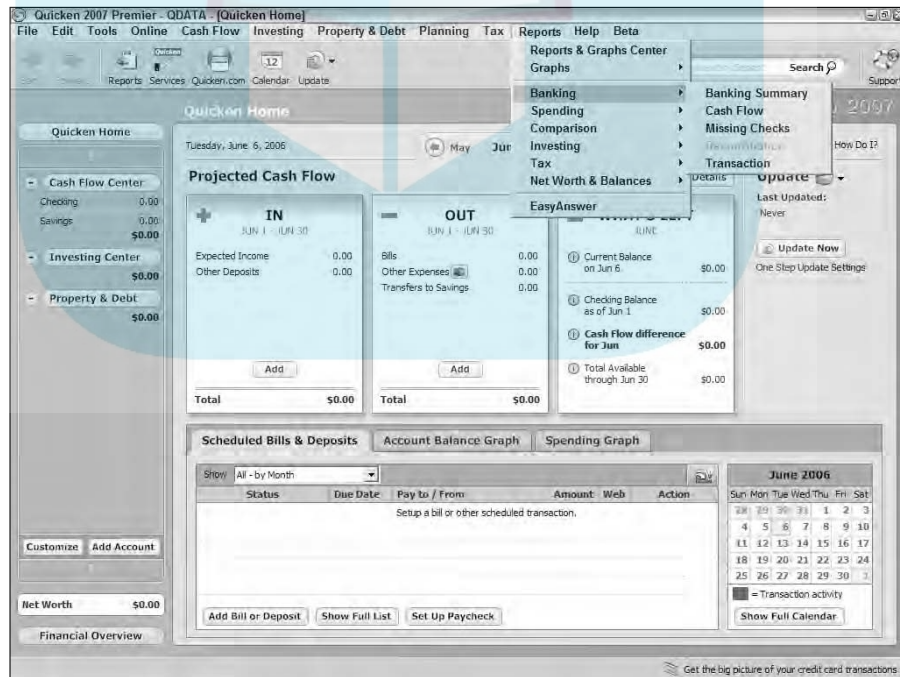 Quicken 2007 Premier - QDATA - [Quicken Home]
File Edit Tools Online Cash Flow Investing Property & Debt Planning Tax Reports Help Beta
Reports Services Quicken.com Calendar Update
Search
Support
Reports & Graphs Center
Graphs
Banking
Spending
Comparison
Investing
Tax
Net Worth & Balances
EasyAnswer
Banking Summary
Cash Flow
Missing Checks
Transaction
Quicken Home
2007
Quicken Home
Cash Flow Center
Checking 0.00
Savings 0.00
$0.00
Investing Center
$0.00
Property & Debt
$0.00
Customize Add Account
Net Worth $0.00
Financial Overview
Tuesday, June 6, 2006
May
How Do I?
Projected Cash Flow
Details
IN
JUN 1 - JUN 30
Expected Income 0.00
Other Deposits 0.00
Add
Total $0.00
OUT
JUN 1 - JUN 30
Bills 0.00
Other Expenses 0.00
Transfers to Savings 0.00
Add
Total $0.00
WHAT'S LEFT
JUNE
Current Balance
on Jun 6 $0.00
Checking Balance
as of Jun 1 $0.00
Cash Flow difference
for Jun $0.00
Total Available
through Jun 30 $0.00
Update
Last Updated:
Never
Update Now
One Step Update Settings
Scheduled Bills & Deposits Account Balance Graph Spending Graph
Show All - by Month
Status Due Date Pay to / From Amount Web Action
Setup a bill or other scheduled transaction.
Add Bill or Deposit Show Full List Set Up Paycheck
June 2006
Sun Mon Tue Wed Thu Fri Sat
28 29 30 31 1 2 3
4 5 6 7 8 9 10
11 12 13 14 15 16 17
18 19 20 21 22 23 24
25 26 27 28 29 30
= Transaction activity
Show Full Calendar
Get the big picture of your credit card transactions